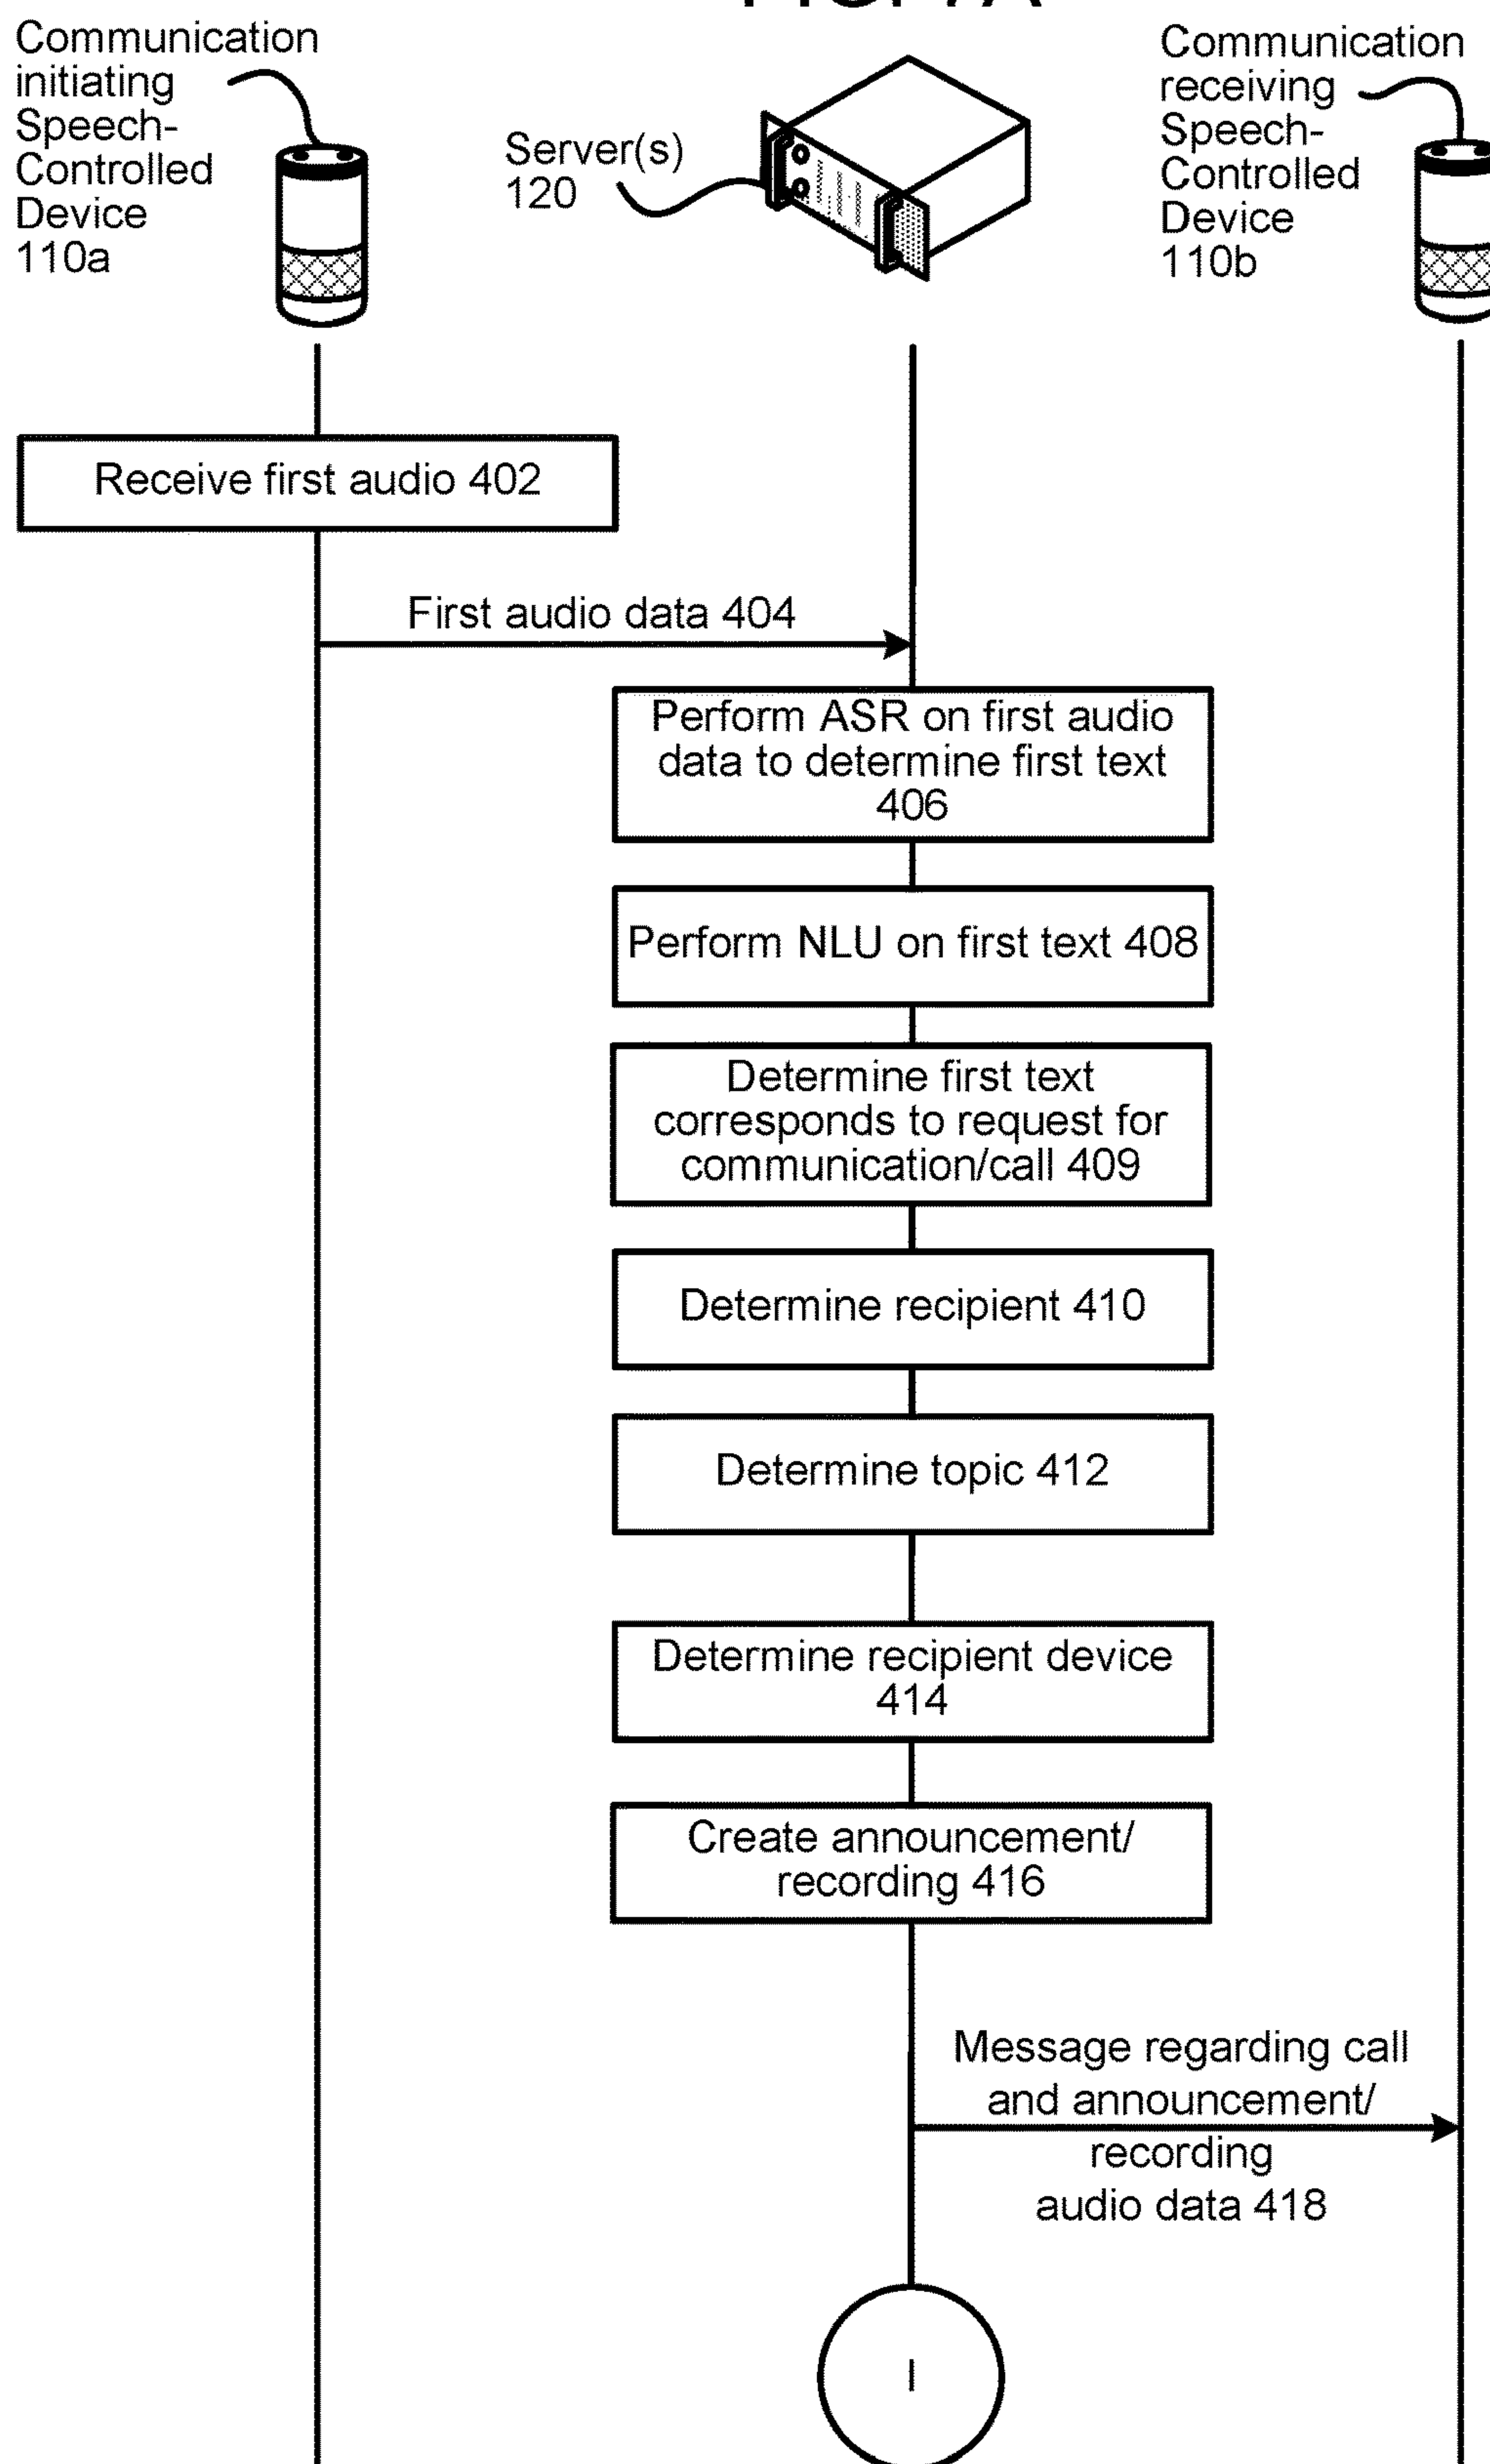 Communication
initiating
Speech-
Controlled
Device
110a
Server(s)
120
Communication
receiving
Speech-
Controlled
Device
110b
Receive first audio 402
First audio data 404
Perform ASR on first audio
data to determine first text
406
Perform NLU on first text 408
Determine first text
corresponds to request for
communication/call 409
Determine recipient 410
Determine topic 412
Determine recipient device
414
Create announcement/
recording 416
Message regarding call
and announcement/
recording
audio data 418
I